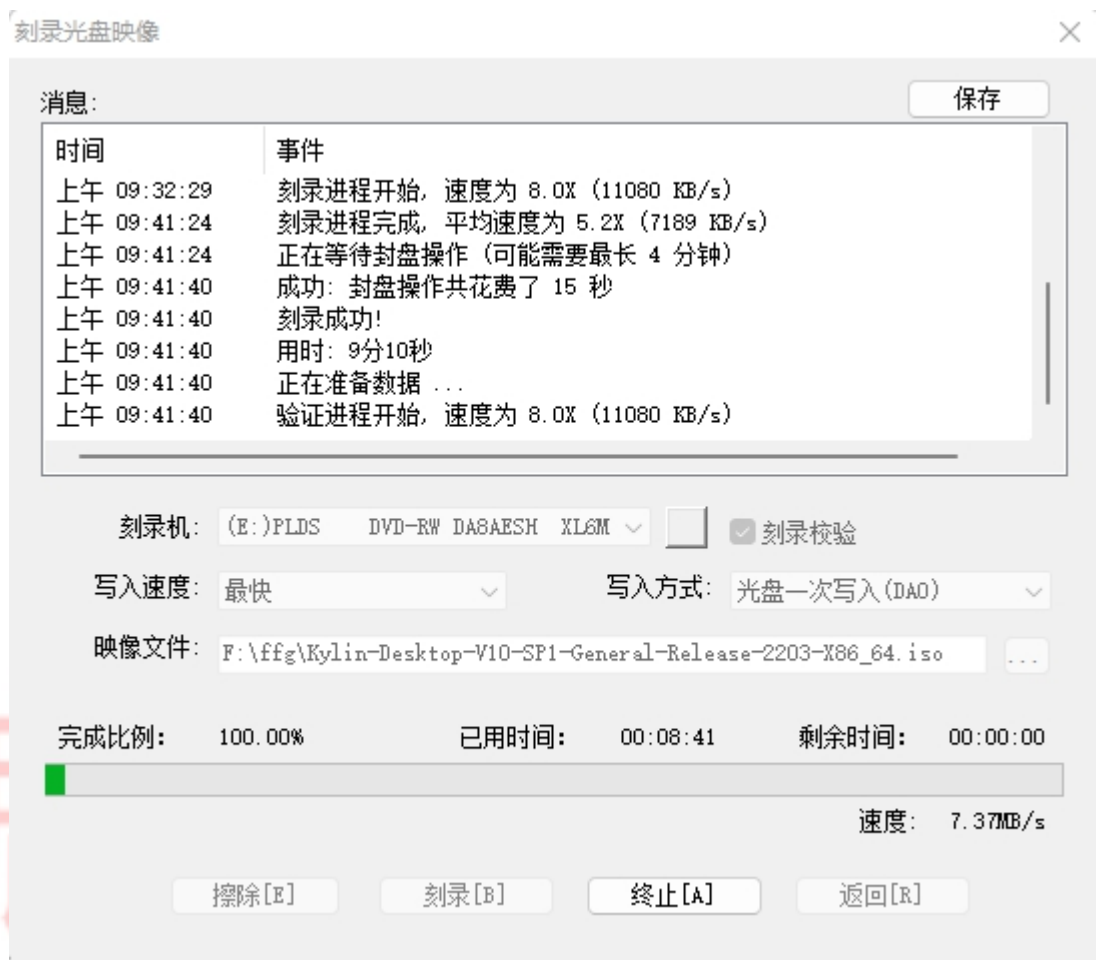 刻录光盘映像
消息: 保存
时间 事件
上午 09:32:29 刻录进程开始, 速度为 8.0X (11080 KB/s)
上午 09:41:24 刻录进程完成, 平均速度为 5.2X (7189 KB/s)
上午 09:41:24 正在等待封盘操作 (可能需要最长 4 分钟)
上午 09:41:40 成功: 封盘操作共花费了 15 秒
上午 09:41:40 刻录成功!
上午 09:41:40 用时: 9分10秒
上午 09:41:40 正在准备数据 ...
上午 09:41:40 验证进程开始, 速度为 8.0X (11080 KB/s)
刻录机: (E:)PLDS DVD-RW DA8AESH XL6M 刻录校验
写入速度: 最快 写入方式: 光盘一次写入(DAO)
映像文件: F:\ffg\Kylin-Desktop-V10-SP1-General-Release-2203-X86_64.iso ...
完成比例: 100.00% 已用时间: 00:08:41 剩余时间: 00:00:00
速度: 7.37MB/s
擦除[E] 刻录[B] 终止[A] 返回[R]